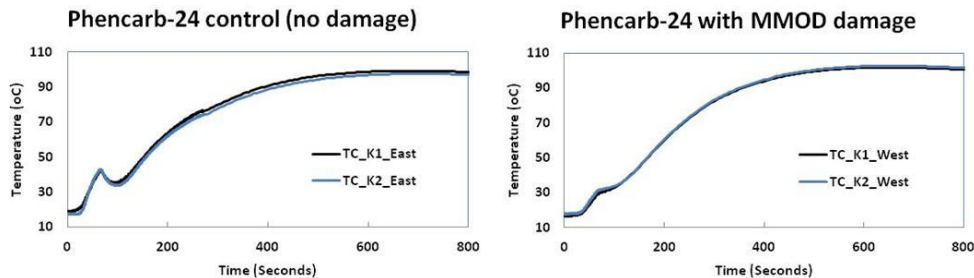 Phencarb-24 control (no damage)
110
90
70
50
30
10
Temperature (oC)
TC_K1_East
TC_K2_East
0
200
400
600
800
Time (Seconds)
Phencarb-24 with MMOD damage
110
90
70
50
30
10
Temperature (oC)
TC_K1_West
TC_K2_West
0
200
400
600
800
Time (Seconds)